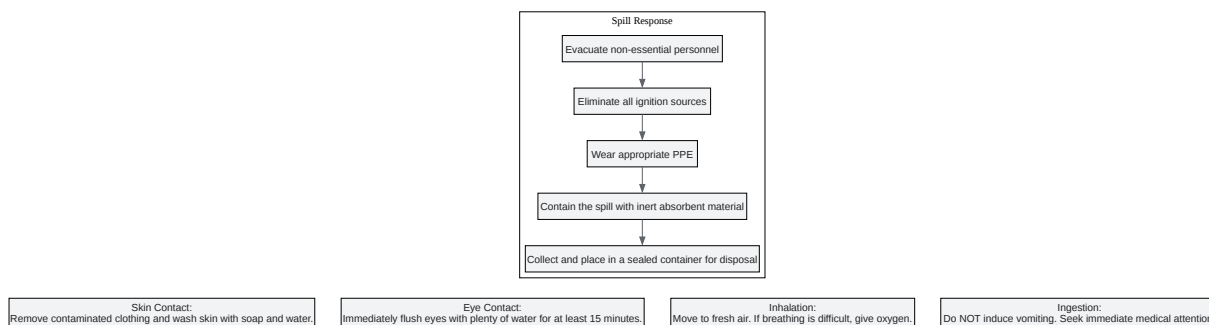 Spill Response
Evacuate non-essential personnel
Eliminate all ignition sources
Wear appropriate PPE
Contain the spill with inert absorbent material
Collect and place in a sealed container for disposal
Skin Contact:
Remove contaminated clothing and wash skin with soap and water.
Eye Contact:
Immediately flush eyes with plenty of water for at least 15 minutes.
Inhalation:
Move to fresh air. If breathing is difficult, give oxygen.
Ingestion:
Do NOT induce vomiting. Seek immediate medical attention